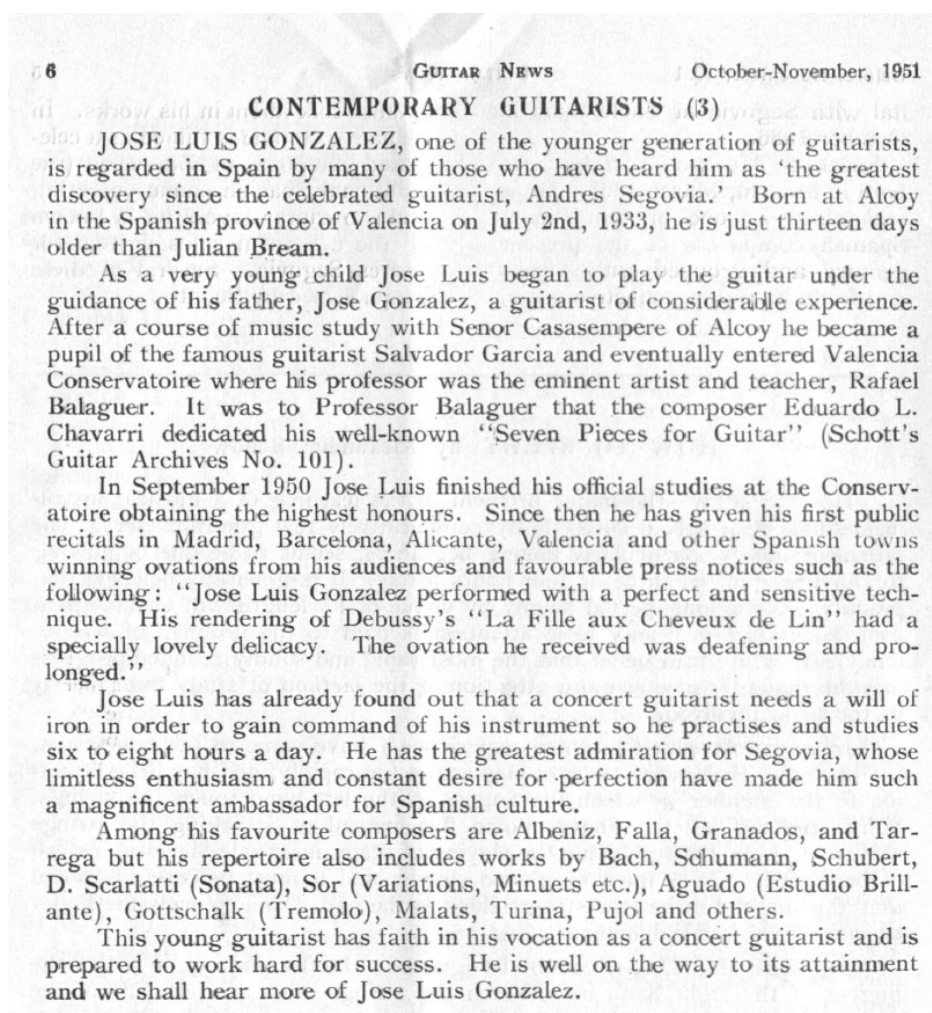 6 GUITAR NEWS October-November, 1951
CONTEMPORARY GUITARISTS (3)
JOSE LUIS GONZALEZ, one of the younger generation of guitarists,
is regarded in Spain by many of those who have heard him as 'the greatest
discovery since the celebrated guitarist, Andres Segovia.' Born at Alcoy
in the Spanish province of Valencia on July 2nd, 1933, he is just thirteen days
older than Julian Bream.
As a very young child Jose Luis began to play the guitar under the
guidance of his father, Jose Gonzalez, a guitarist of considerable experience.
After a course of music study with Senor Casasempere of Alcoy he became a
pupil of the famous guitarist Salvador Garcia and eventually entered Valencia
Conservatoire where his professor was the eminent artist and teacher, Rafael
Balaguer. It was to Professor Balaguer that the composer Eduardo L.
Chavarri dedicated his well-known "Seven Pieces for Guitar" (Schott's
Guitar Archives No. 101).
In September 1950 Jose Luis finished his official studies at the Conserv-
atoire obtaining the highest honours. Since then he has given his first public
recitals in Madrid, Barcelona, Alicante, Valencia and other Spanish towns
winning ovations from his audiences and favourable press notices such as the
following: "Jose Luis Gonzalez performed with a perfect and sensitive tech-
nique. His rendering of Debussy's "La Fille aux Cheveux de Lin" had a
specially lovely delicacy. The ovation he received was deafening and pro-
longed."
Jose Luis has already found out that a concert guitarist needs a will of
iron in order to gain command of his instrument so he practises and studies
six to eight hours a day. He has the greatest admiration for Segovia, whose
limitless enthusiasm and constant desire for perfection have made him such
a magnificent ambassador for Spanish culture.
Among his favourite composers are Albeniz, Falla, Granados, and Tar-
rega but his repertoire also includes works by Bach, Schumann, Schubert,
D. Scarlatti (Sonata), Sor (Variations, Minuets etc.), Aguado (Estudio Brill-
ante), Gottschalk (Tremolo), Malats, Turina, Pujol and others.
This young guitarist has faith in his vocation as a concert guitarist and is
prepared to work hard for success. He is well on the way to its attainment
and we shall hear more of Jose Luis Gonzalez.